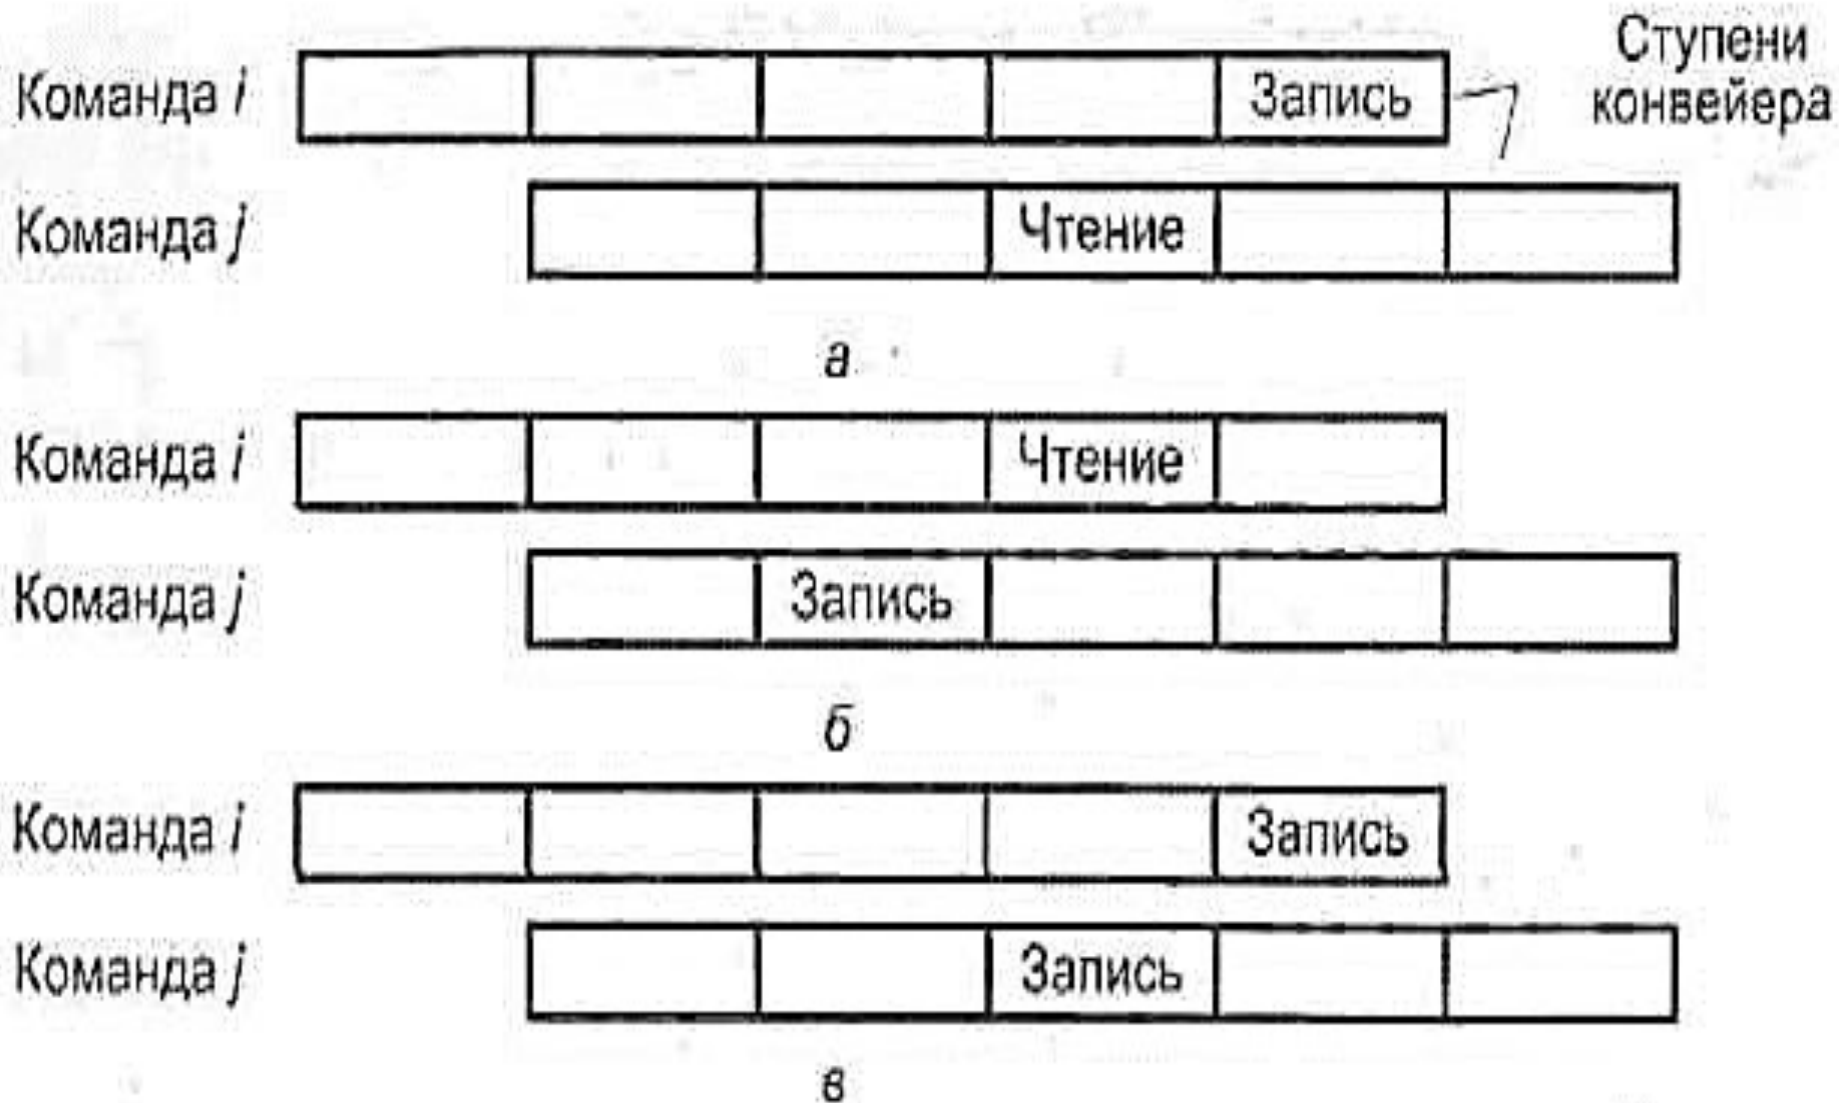 Ступени
конвейера
Команда i Запись
Команда j Чтение
а
Команда i Чтение
Команда j Запись
б
Команда i Запись
Команда j Запись
в